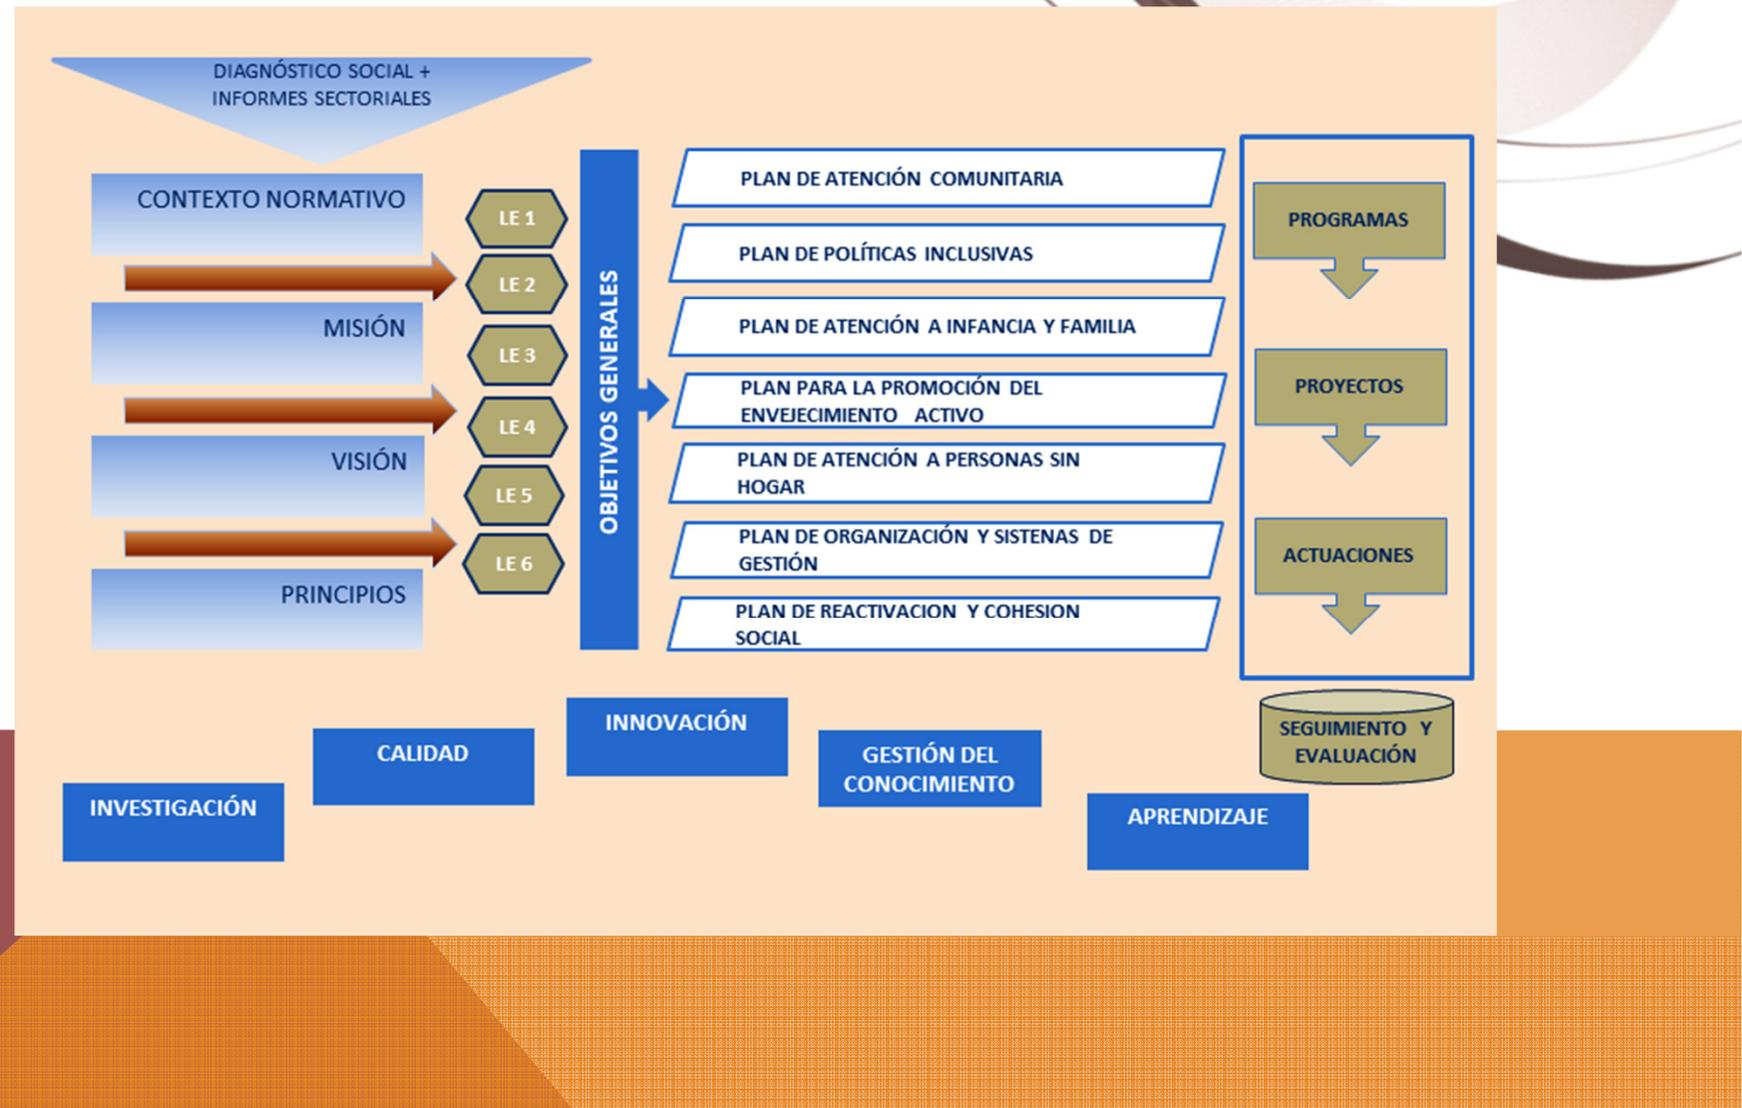 DIAGNÓSTICO SOCIAL +
INFORMES SECTORIALES
CONTEXTO NORMATIVO
MISIÓN
VISIÓN
PRINCIPIOS
LE 1
LE 2
LE 3
LE 4
LE 5
LE 6
OBJETIVOS GENERALES
PLAN DE ATENCIÓN COMUNITARIA
PLAN DE POLÍTICAS INCLUSIVAS
PLAN DE ATENCIÓN A INFANCIA Y FAMILIA
PLAN PARA LA PROMOCIÓN DEL
ENVEJECIMIENTO ACTIVO
PLAN DE ATENCIÓN A PERSONAS SIN
HOGAR
PLAN DE ORGANIZACIÓN Y SISTENAS DE
GESTIÓN
PLAN DE REACTIVACION Y COHESION
SOCIAL
PROGRAMAS
PROYECTOS
ACTUACIONES
SEGUIMIENTO Y
EVALUACIÓN
INVESTIGACIÓN
CALIDAD
INNOVACIÓN
GESTIÓN DEL
CONOCIMIENTO
APRENDIZAJE